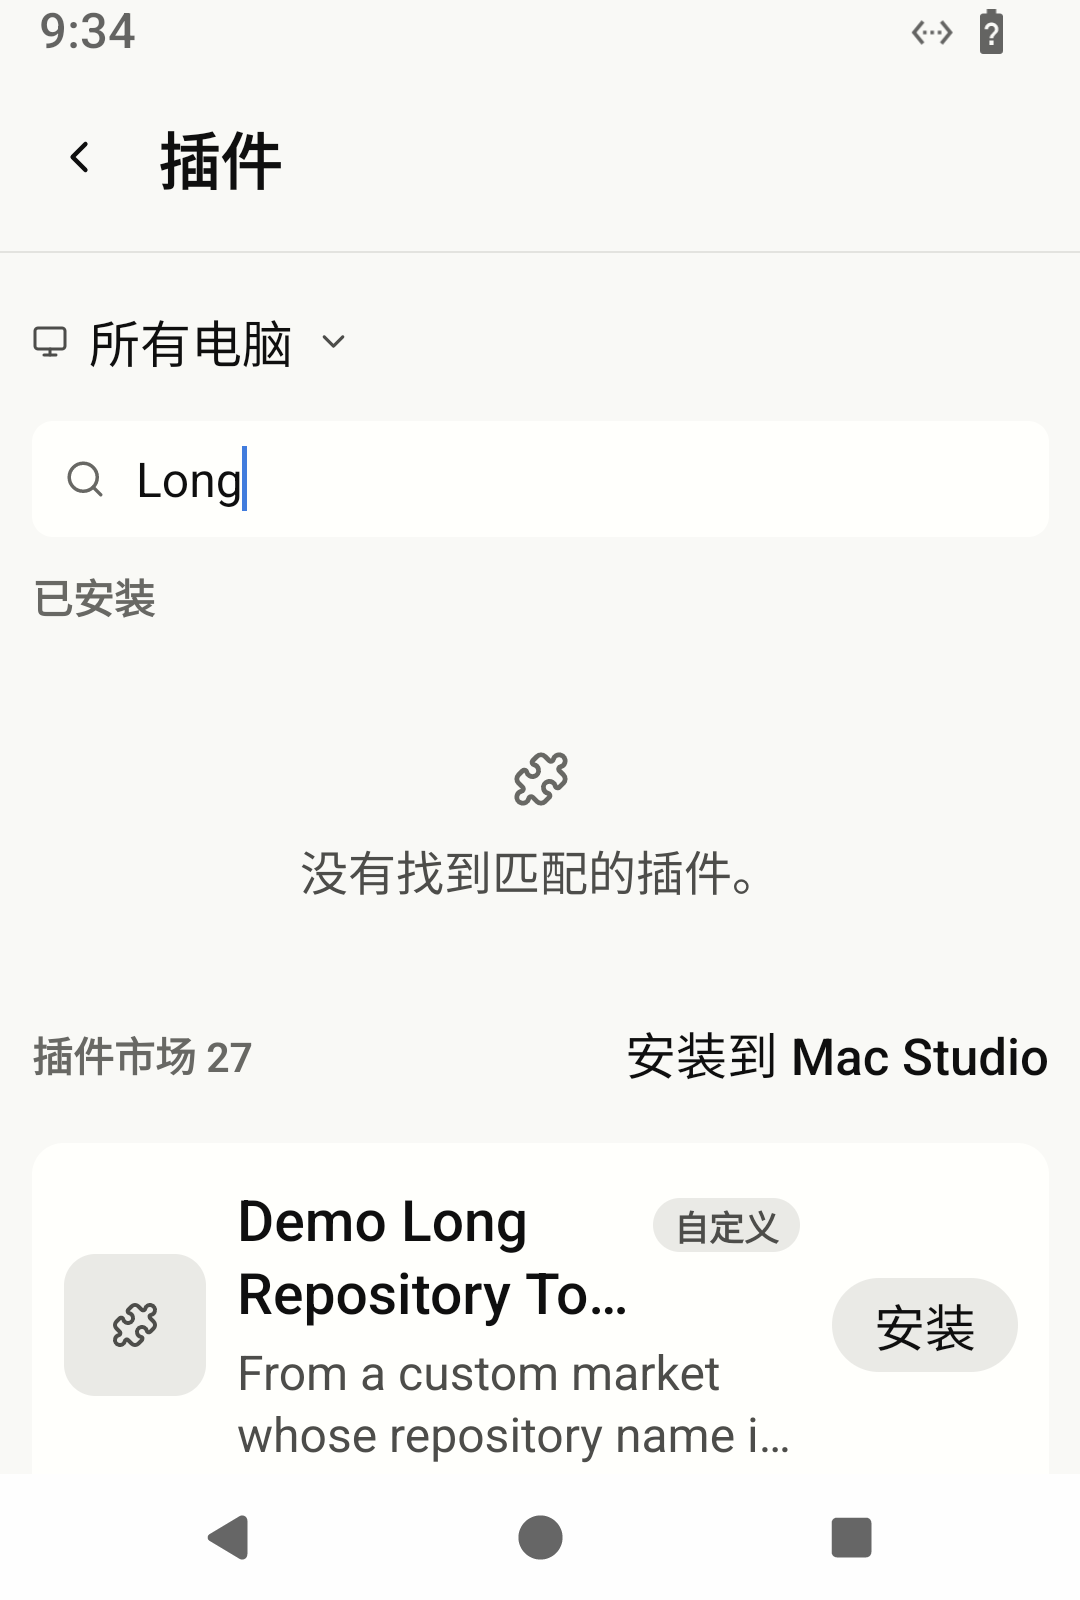 9:34
插件
所有电脑
Long
已安装
没有找到匹配的插件。
插件市场 27
安装到 Mac Studio
Demo Long
Repository To…
自定义
安装
From a custom market
whose repository name i…